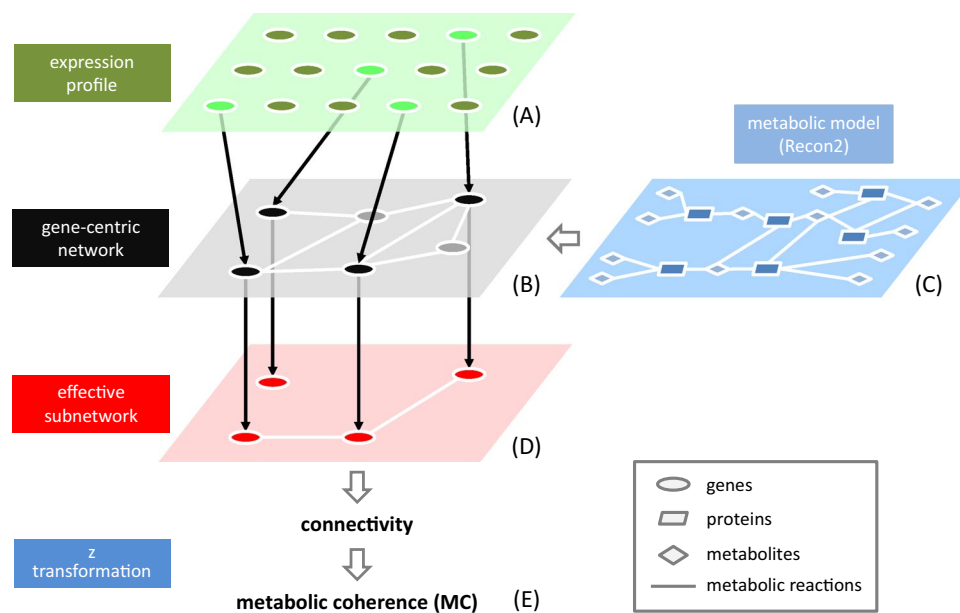 expression
profile
(A)
metabolic model
(Recon2)
gene-centric
network
(B)
(C)
effective
subnetwork
(D)
connectivity
z
transformation
metabolic coherence (MC)
(E)
genes
proteins
metabolites
metabolic reactions